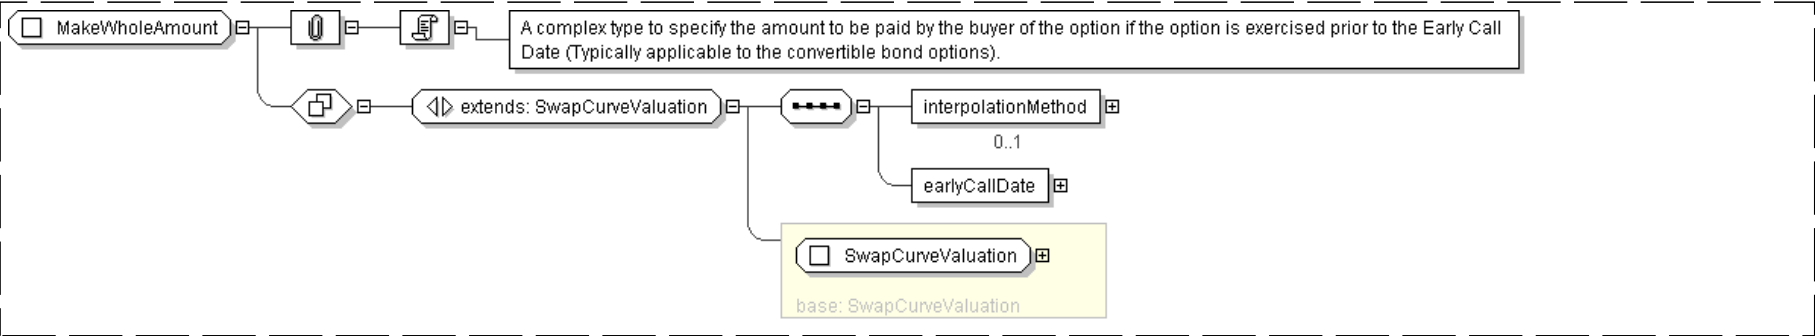 MakeWholeAmount
A complex type to specify the amount to be paid by the buyer of the option if the option is exercised prior to the Early Call
Date (Typically applicable to the convertible bond options).
extends: SwapCurveValuation
interpolationMethod
0..1
earlyCallDate
SwapCurveValuation
base: SwapCurveValuation